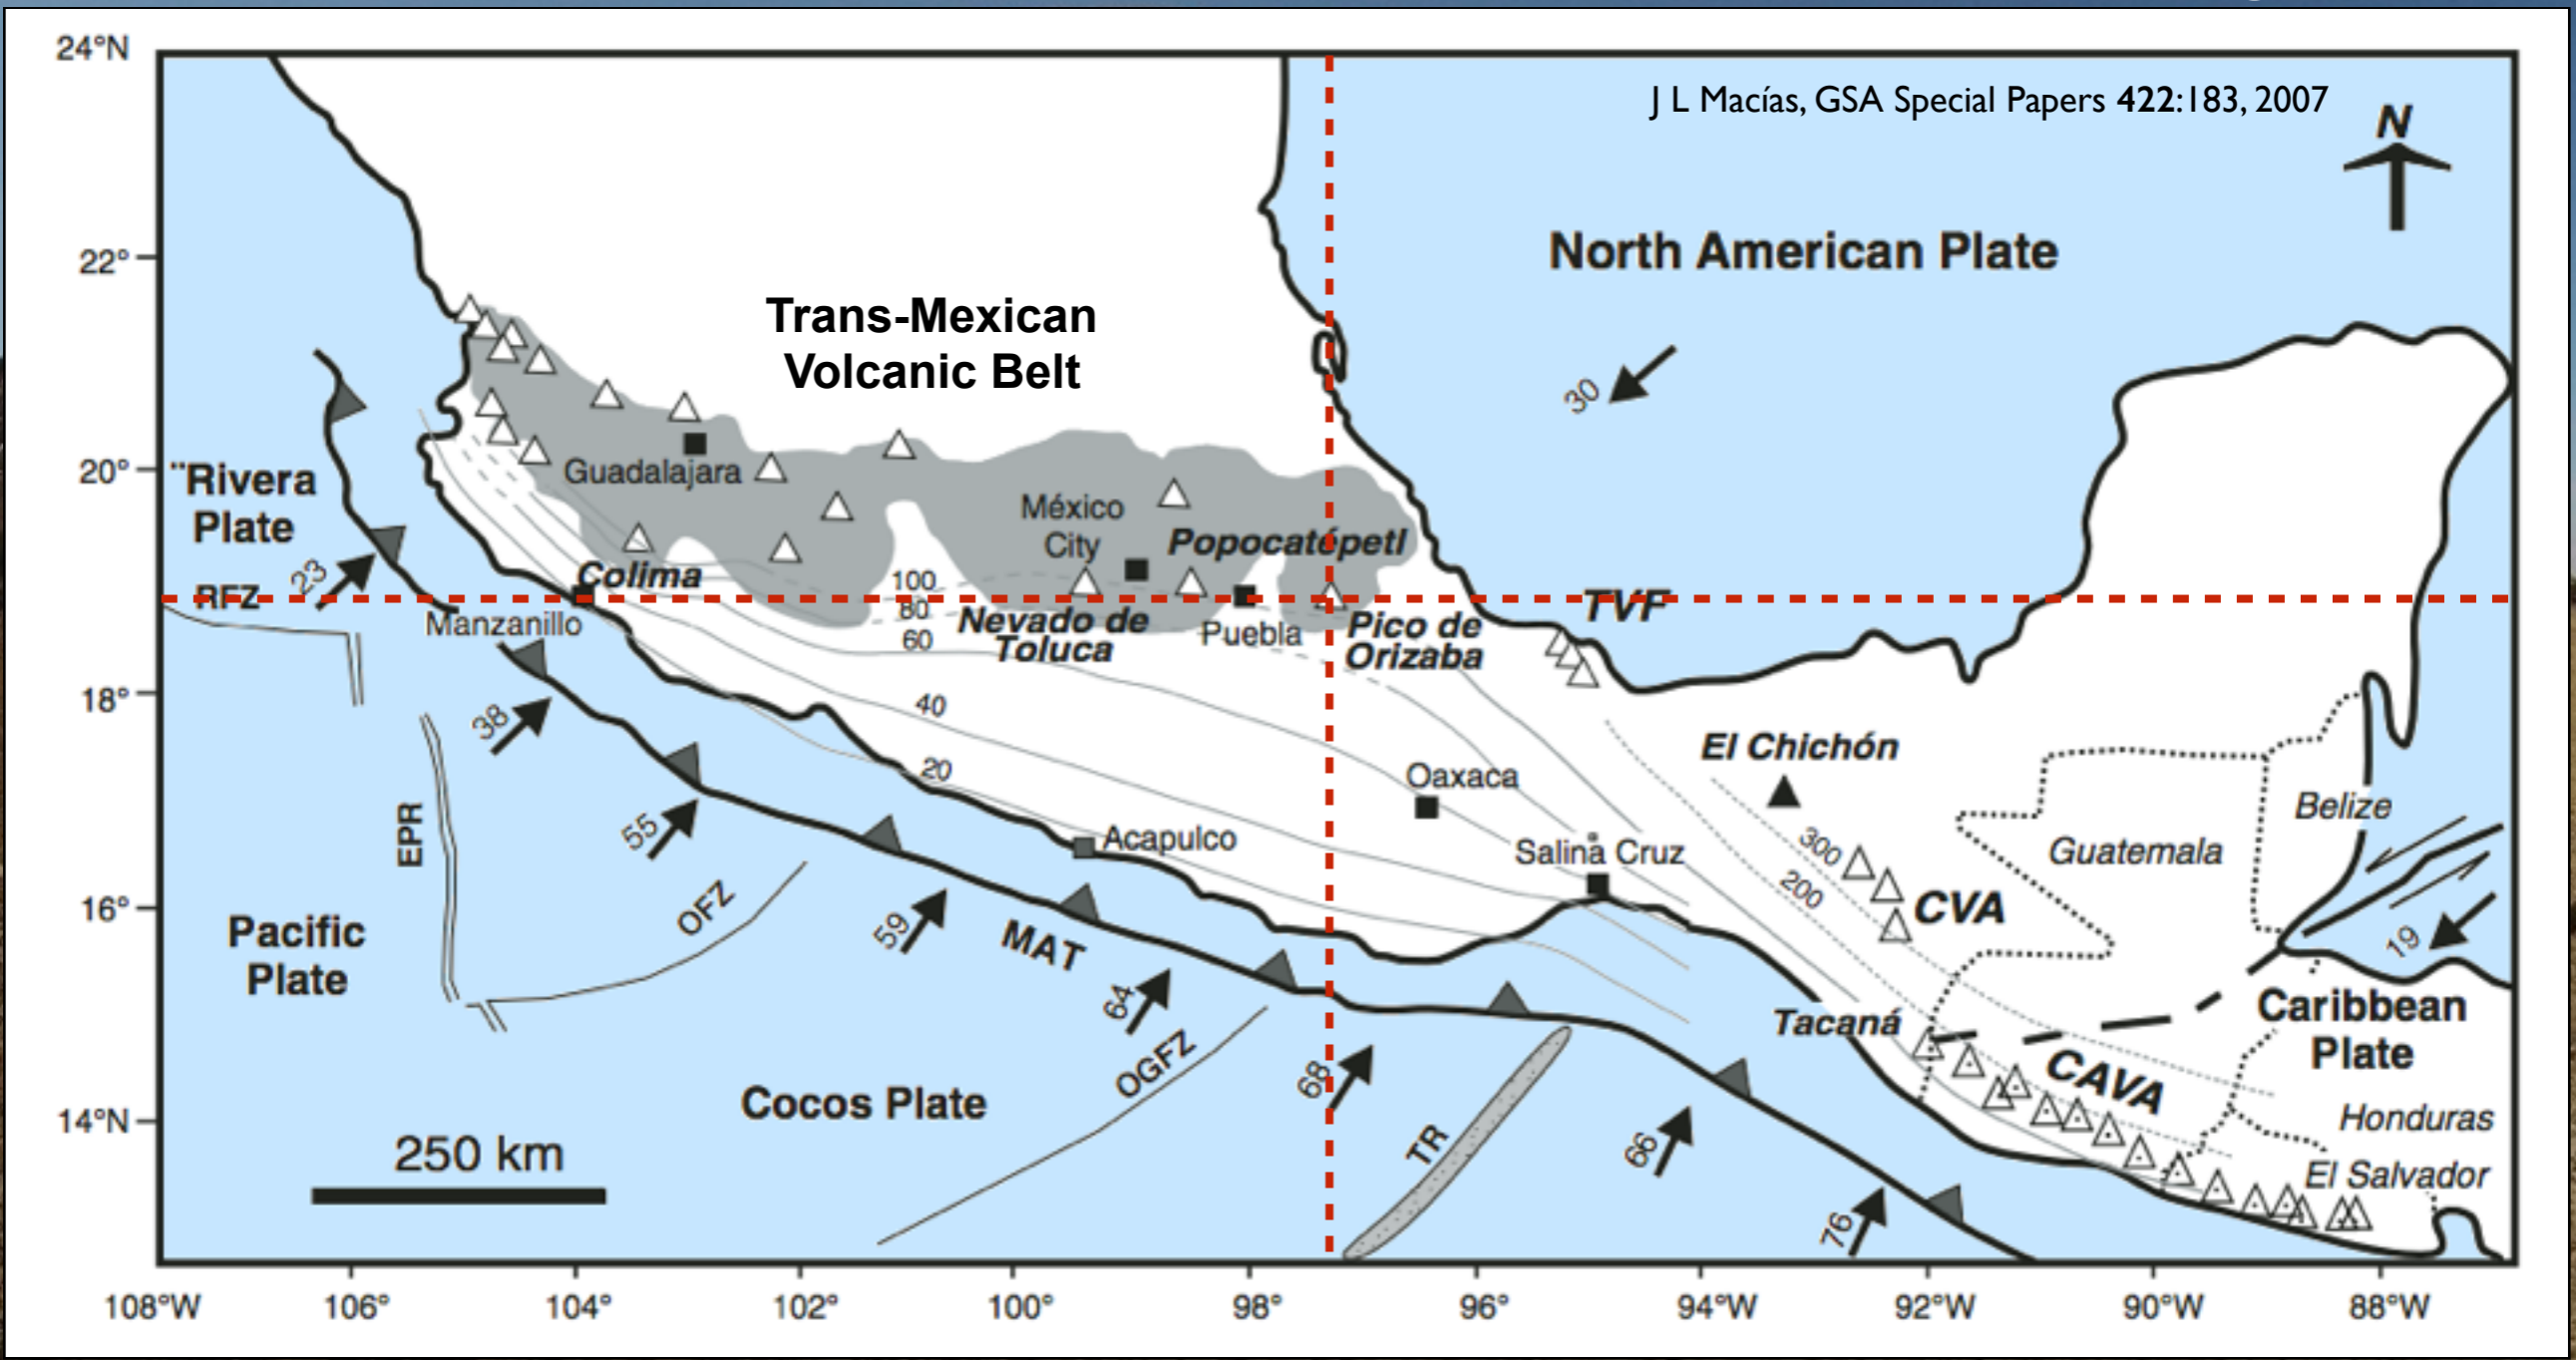 24°N
J L Macías, GSA Special Papers 422:183, 2007
N
22°
North American Plate
Trans-Mexican
Volcanic Belt
30
20°
¨Rivera
Plate
Guadalajara
México
City
Popocatépetl
23
Colima
100
RFZ
80
TVF
Manzanillo
60
Nevado de
Toluca
Puebla
Pico de
Orizaba
18°
38
40
El Chichón
20
Oaxaca
Belize
EPR
55
Acapulco
Salina Cruz
300
Guatemala
200
16°
OFZ
CVA
Pacific
Plate
59
MAT
19
64
Tacaná
Caribbean
Plate
OGFZ
68
CAVA
Cocos Plate
14°N
Honduras
250 km
TR
66
El Salvador
76
108°W 106° 104° 102° 100° 98° 96° 94°W 92°W 90°W 88°W